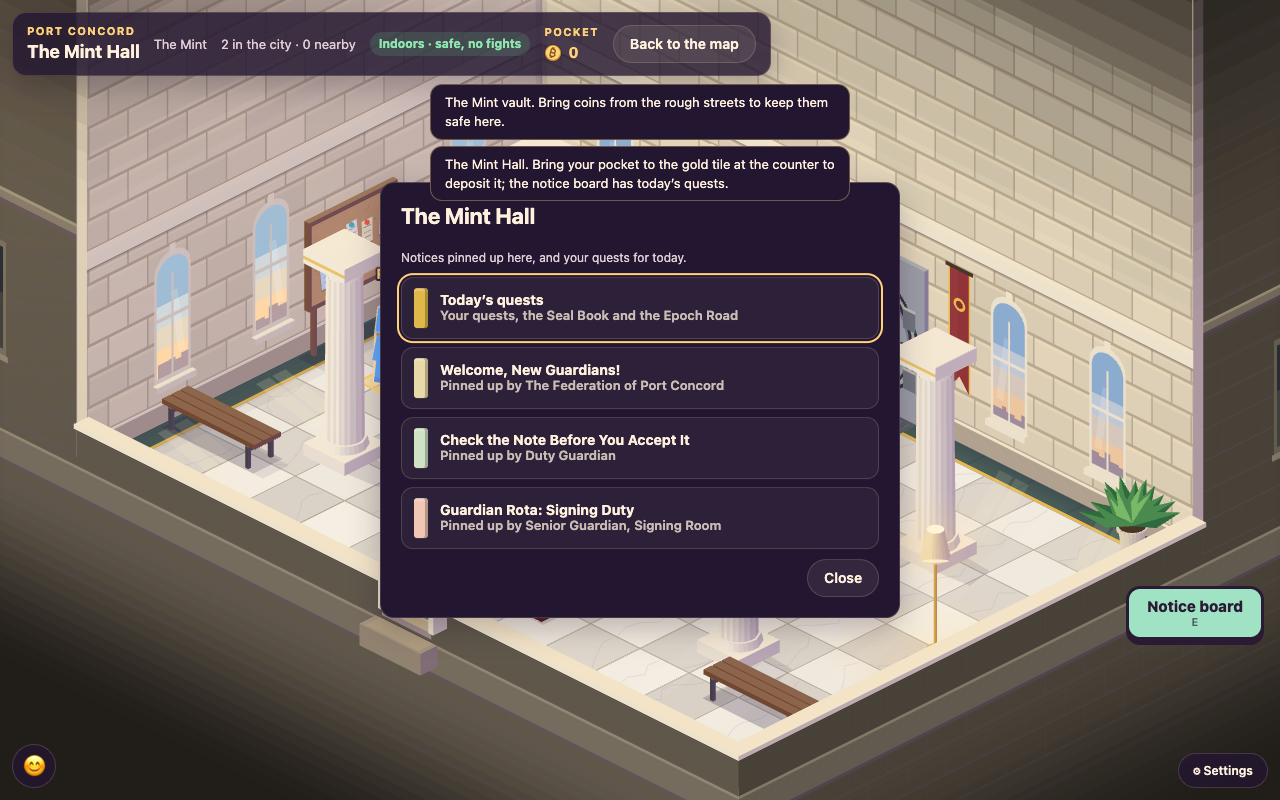 PORT CONCORD
The Mint Hall
The Mint
2 in the city · 0 nearby
Indoors · safe, no fights
POCKET
0
Back to the map
The Mint vault. Bring coins from the rough streets to keep them
safe here.
The Mint Hall. Bring your pocket to the gold tile at the counter to
deposit it; the notice board has today's quests.
The Mint Hall
Notices pinned up here, and your quests for today.
Today's quests
Your quests, the Seal Book and the Epoch Road
Welcome, New Guardians!
Pinned up by The Federation of Port Concord
Check the Note Before You Accept It
Pinned up by Duty Guardian
Guardian Rota: Signing Duty
Pinned up by Senior Guardian, Signing Room
Close
Notice board
E
Settings